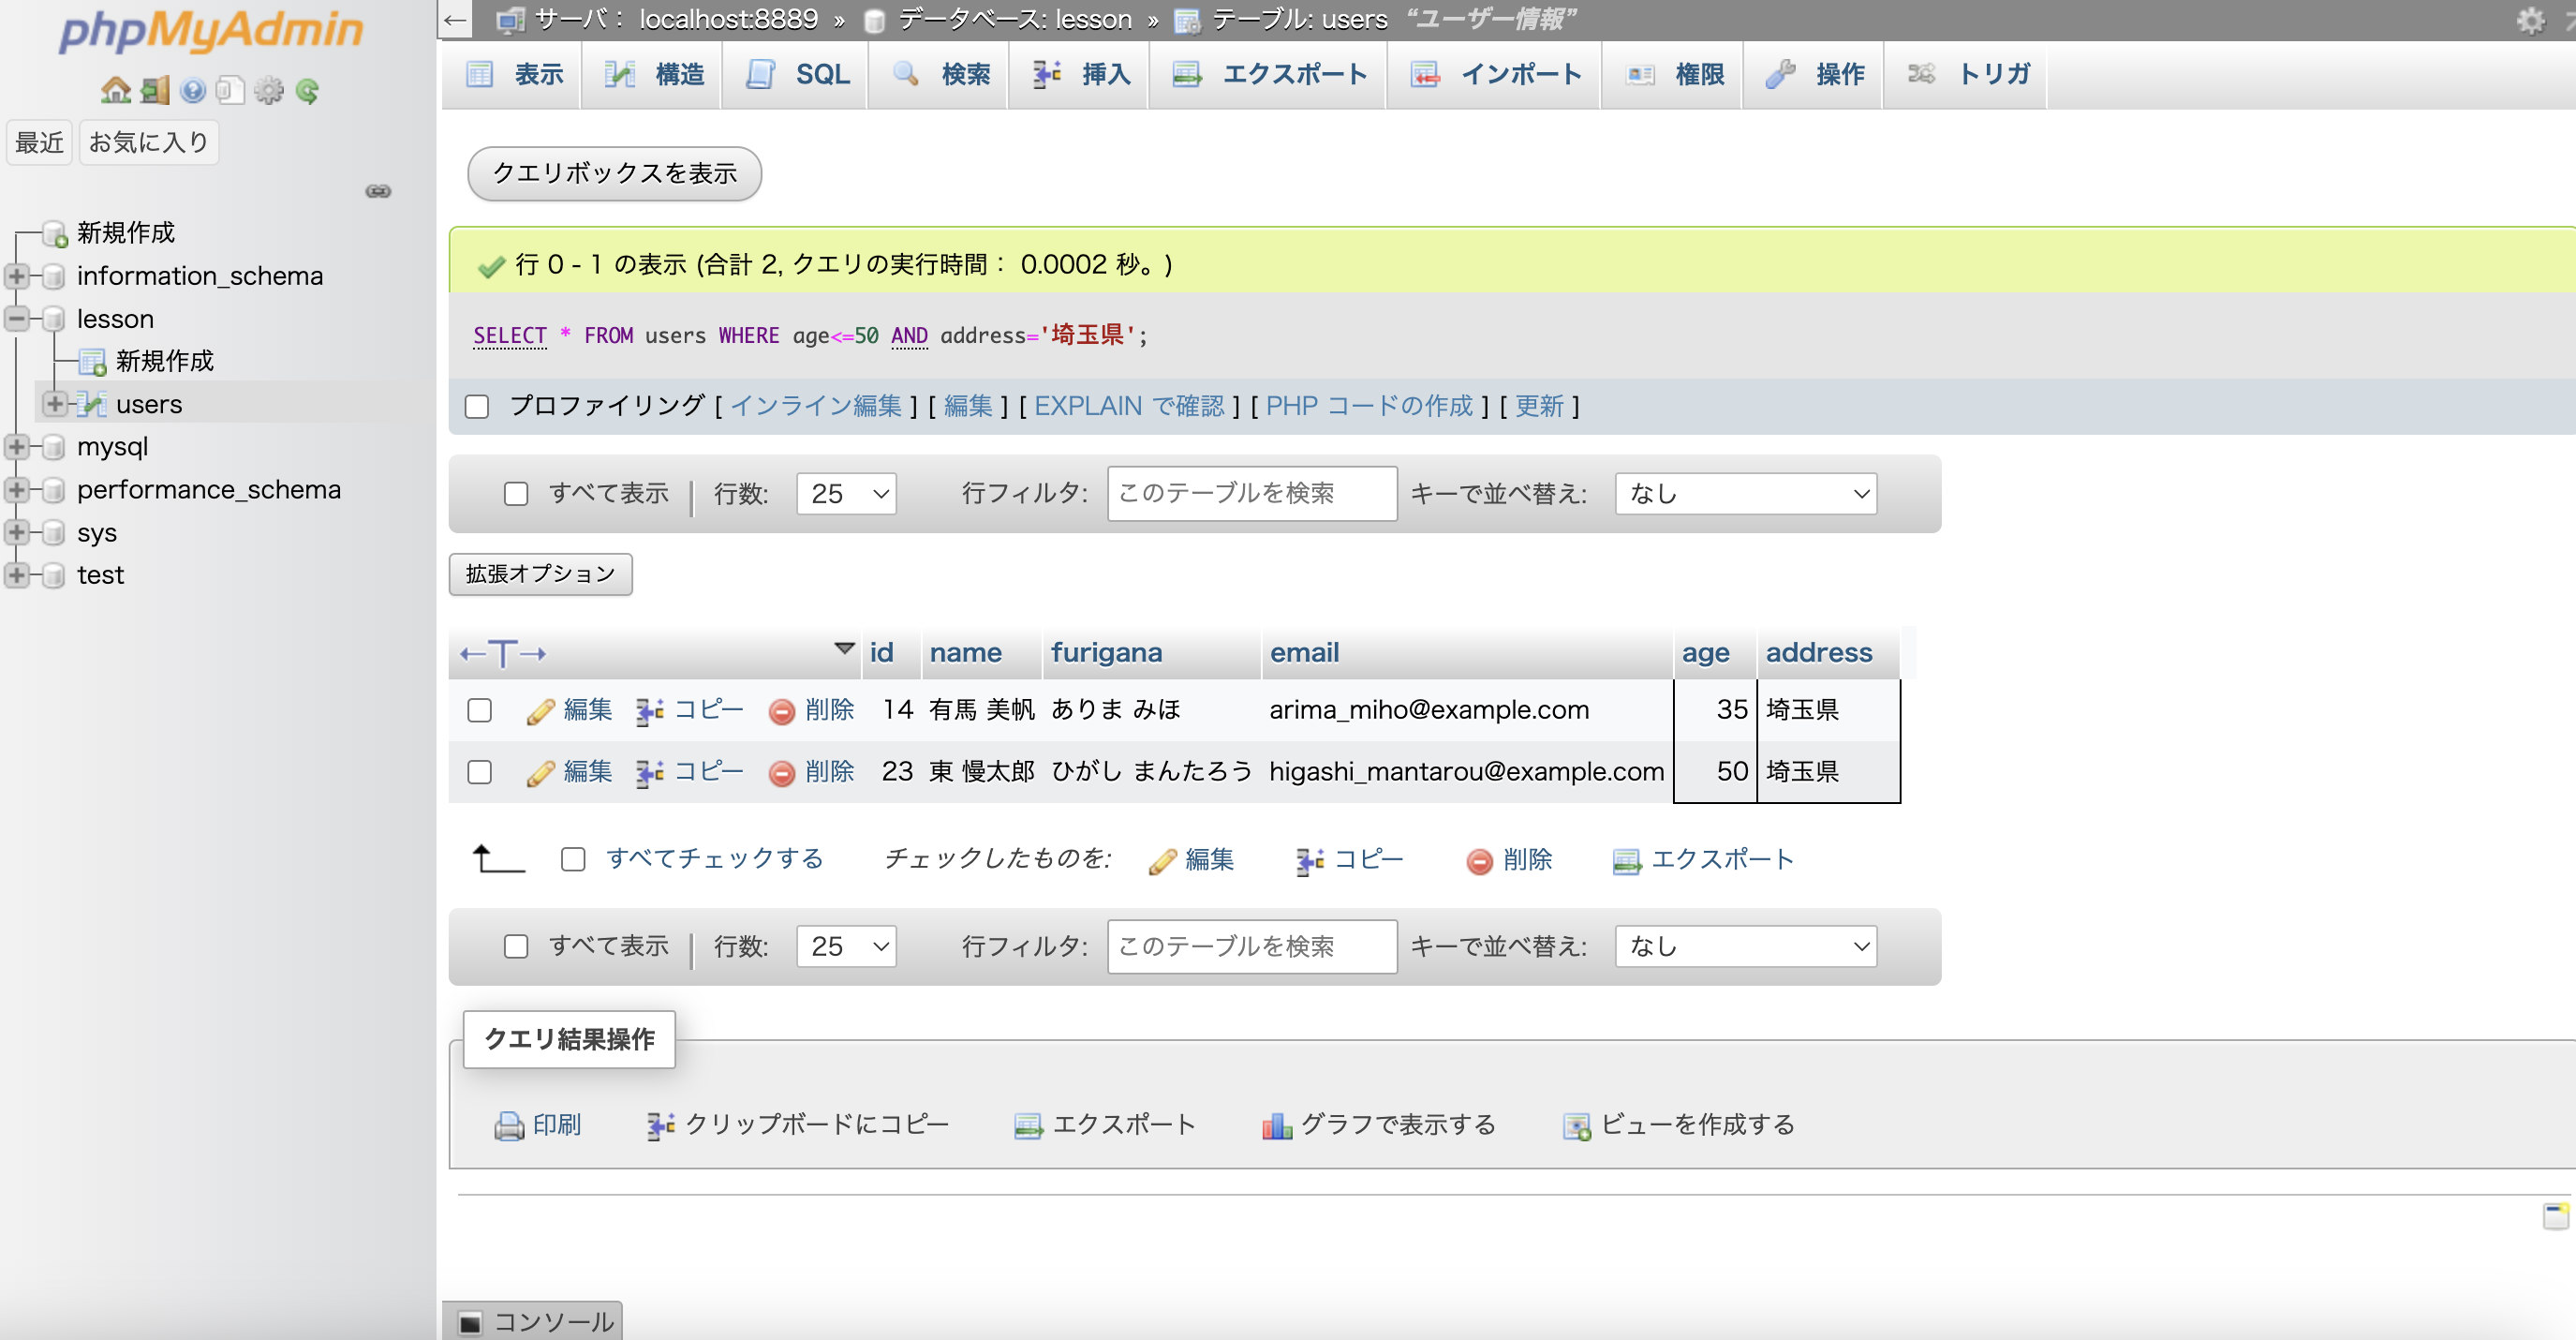 phpMyAdmin
最近 お気に入り
新規作成
information_schema
lesson
新規作成
users
mysql
performance_schema
sys
test
サーバ： localhost:8889 » データベース: lesson » テーブル: users “ユーザー情報”
表示 構造 SQL 検索 挿入 エクスポート インポート 権限 操作 トリガ
クエリボックスを表示
行 0 - 1 の表示 (合計 2, クエリの実行時間： 0.0002 秒。)
SELECT * FROM users WHERE age<=50 AND address='埼玉県';
プロファイリング [ インライン編集 ] [ 編集 ] [ EXPLAIN で確認 ] [ PHP コードの作成 ] [ 更新 ]
すべて表示 行数: 25 行フィルタ: このテーブルを検索 キーで並べ替え: なし
拡張オプション
←T→ id name furigana email age address
編集 コピー 削除 14 有馬 美帆 ありま みほ arima_miho@example.com 35 埼玉県
編集 コピー 削除 23 東 慢太郎 ひがし まんたろう higashi_mantarou@example.com 50 埼玉県
すべてチェックする チェックしたものを: 編集 コピー 削除 エクスポート
すべて表示 行数: 25 行フィルタ: このテーブルを検索 キーで並べ替え: なし
クエリ結果操作
印刷 クリップボードにコピー エクスポート グラフで表示する ビューを作成する
コンソール